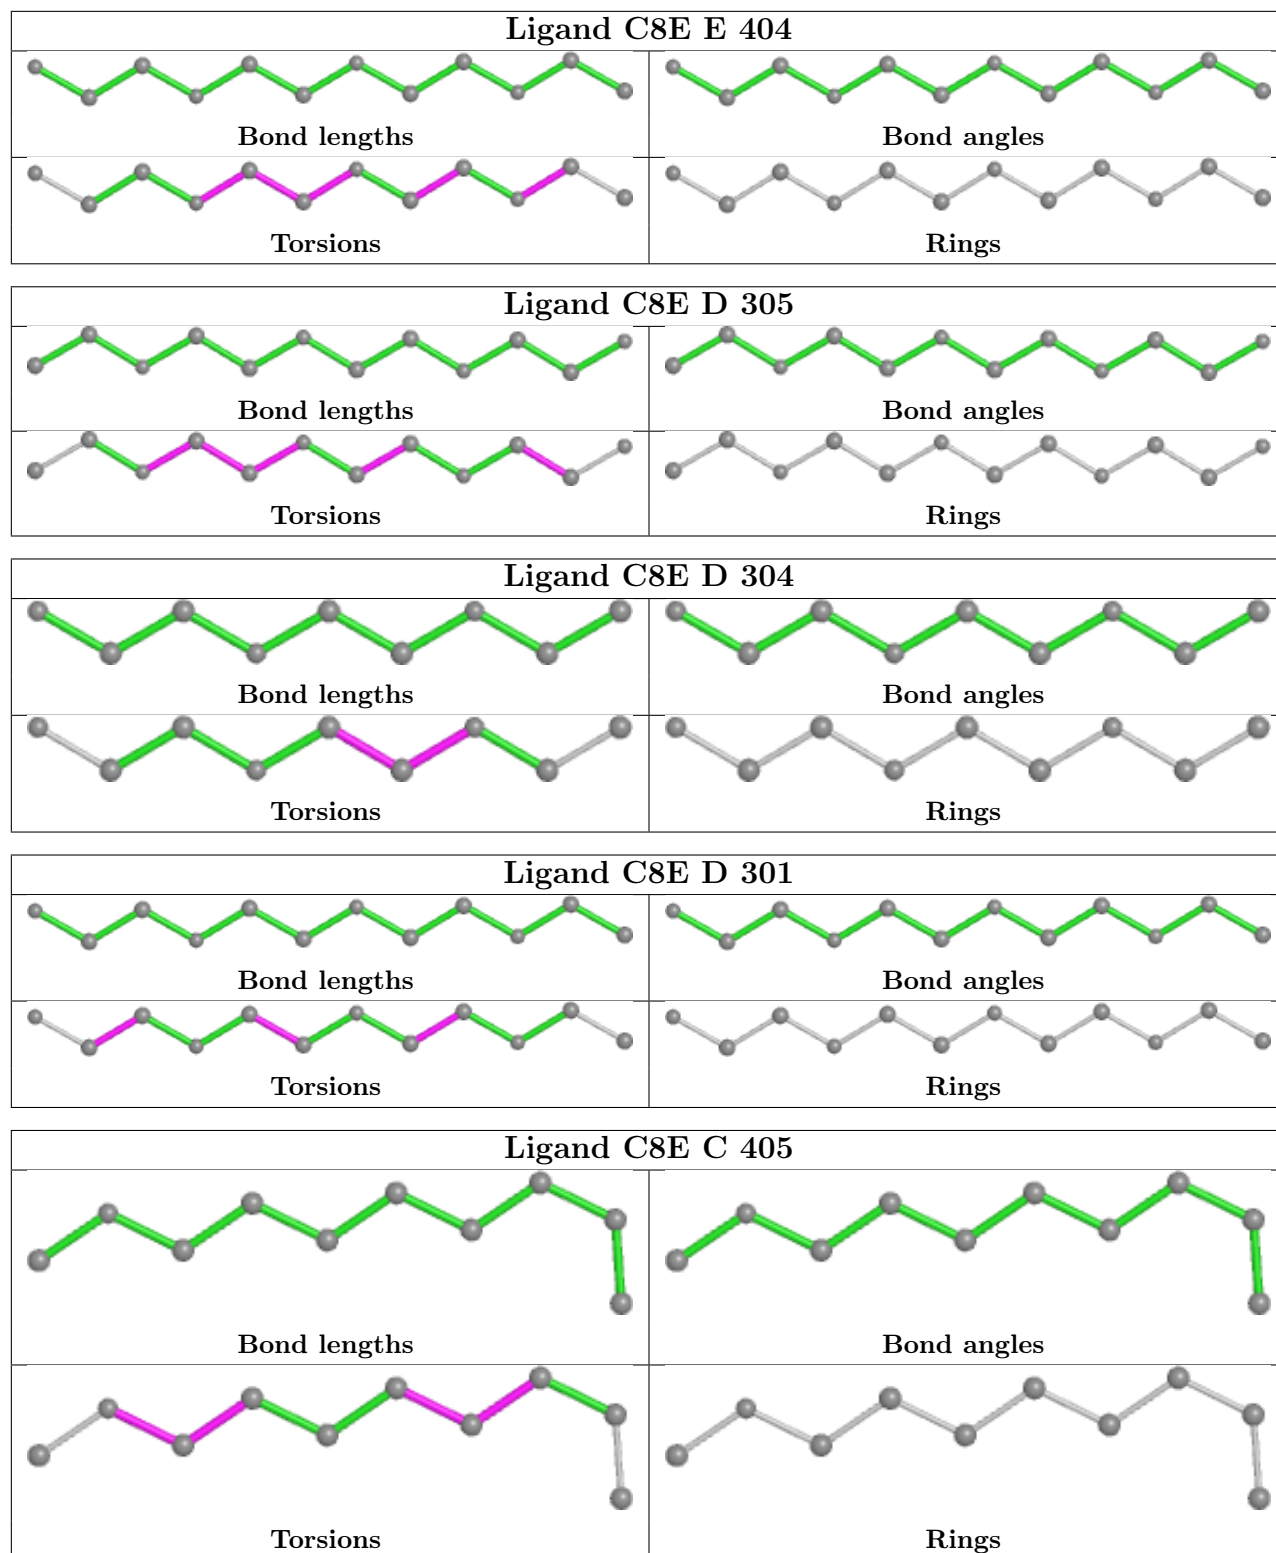 Ligand C8E E 404
Bond lengths Bond angles
Torsions Rings
Ligand C8E D 305
Bond lengths Bond angles
Torsions Rings
Ligand C8E D 304
Bond lengths Bond angles
Torsions Rings
Ligand C8E D 301
Bond lengths Bond angles
Torsions Rings
Ligand C8E C 405
Bond lengths Bond angles
Torsions Rings